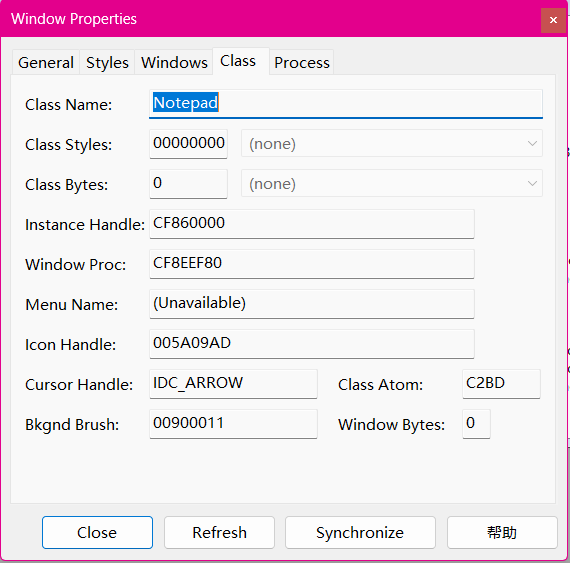 Window Properties
General Styles Windows Class Process
Class Name: Notepad
Class Styles: 00000000 (none)
Class Bytes: 0 (none)
Instance Handle: CF860000
Window Proc: CF8EEF80
Menu Name: (Unavailable)
Icon Handle: 005A09AD
Cursor Handle: IDC_ARROW Class Atom: C2BD
Bkgnd Brush: 00900011 Window Bytes: 0
Close Refresh Synchronize 帮助